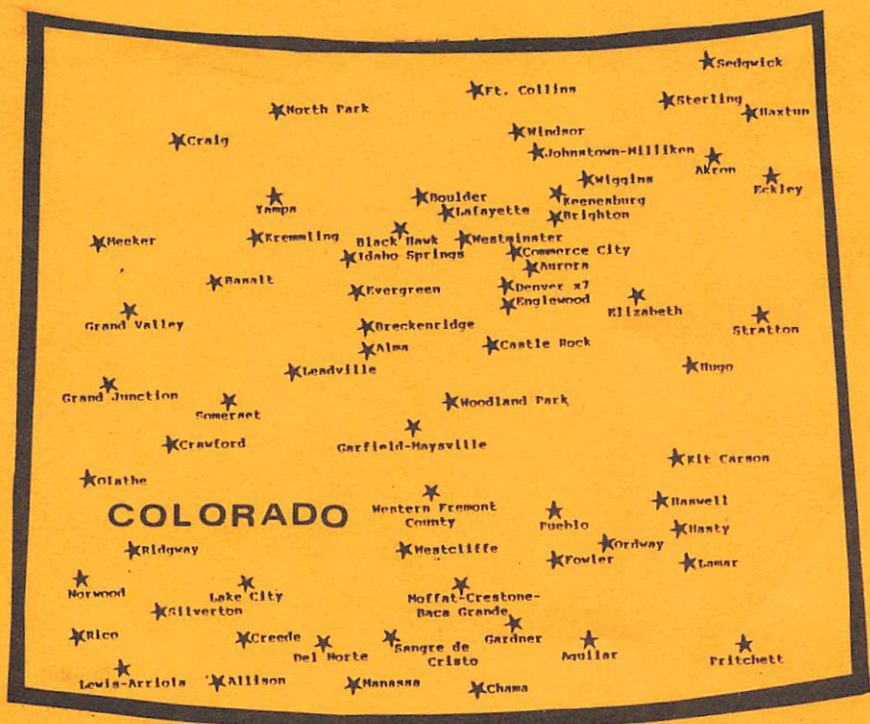 Sedgwick
Ft. Collins
Sterling
North Park
Haxtun
Windsor
Craig
Johnstown-Milliken
Akron
Wiggins
Eckley
Boulder
Keenesburg
Yampa
Lafayette
Brighton
Meeker
Kremmling
Black Hawk
Westminster
Commerce City
Idaho Springs
Aurora
Basalt
Evergreen
Denver x7
Englewood
Elizabeth
Grand Valley
Breckenridge
Stratton
Alma
Castle Rock
Leadville
Hugo
Grand Junction
Somerset
Woodland Park
Crawford
Garfield-Maysville
Kit Carson
Olathe
COLORADO
Western Fremont
County
Pueblo
Haswell
Hasty
Ridgway
Westcliffe
Ordway
Fowler
Lamar
Norwood
Lake City
Moffat-Crestone-
Baca Grande
Silverton
Rico
Creede
Del Norte
Sangre de
Cristo
Gardner
Aguilar
Pritchett
Lewis-Arriola
Allison
Manassa
Chama